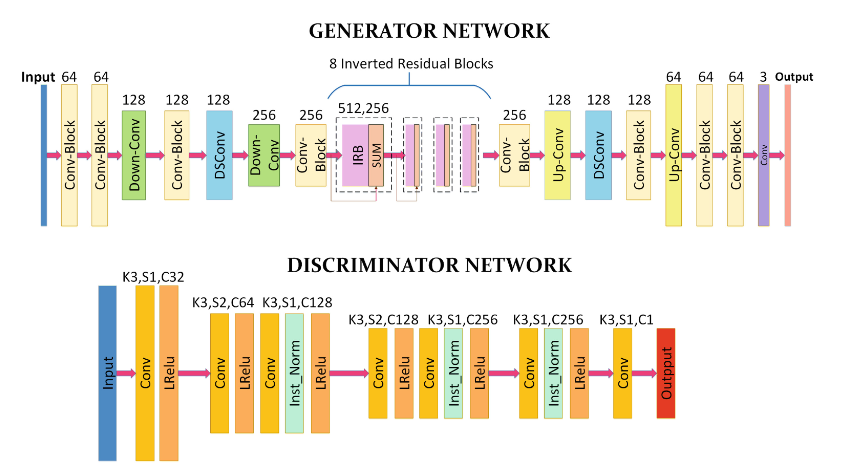 GENERATOR NETWORK
8 Inverted Residual Blocks
Input
64
64
128
128
128
256
256
512,256
256
128
128
128
64
64
64
3
Output
Conv-Block
Conv-Block
Down-Conv
Conv-Block
DSConv
Down-
Conv
Conv-
Block
IRB
SUM
Conv-
Block
Up-Conv
DSConv
Conv-Block
Up-Conv
Conv-Block
Conv-Block
Conv
DISCRIMINATOR NETWORK
K3,S1,C32
K3,S2,C64
K3,S1,C128
K3,S2,C128
K3,S1,C256
K3,S1,C256
K3,S1,C1
Input
Conv
LRelu
Conv
LRelu
Conv
Inst_Norm
LRelu
Conv
LRelu
Conv
Inst_Norm
LRelu
Conv
Inst_Norm
LRelu
Conv
Outpput